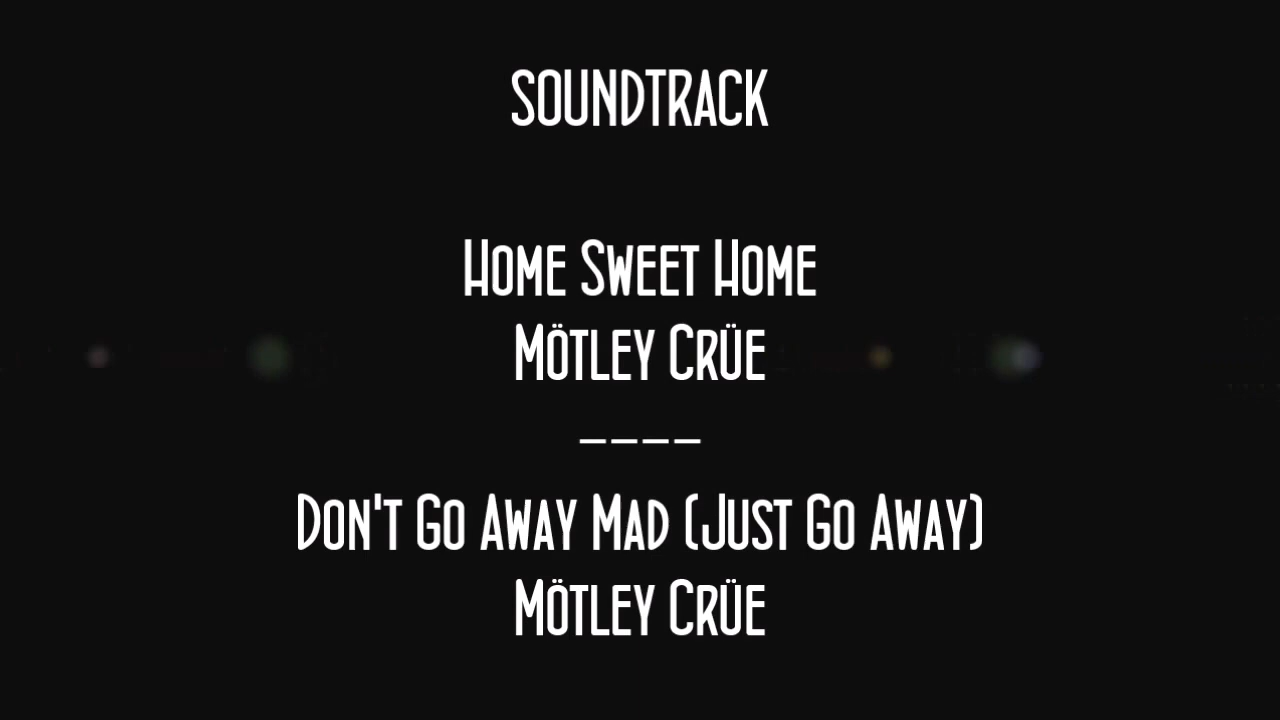 SOUNDTRACK
HOME SWEET HOME
MÖTLEY CRÜE
----
DON'T GO AWAY MAD (JUST GO AWAY)
MÖTLEY CRÜE